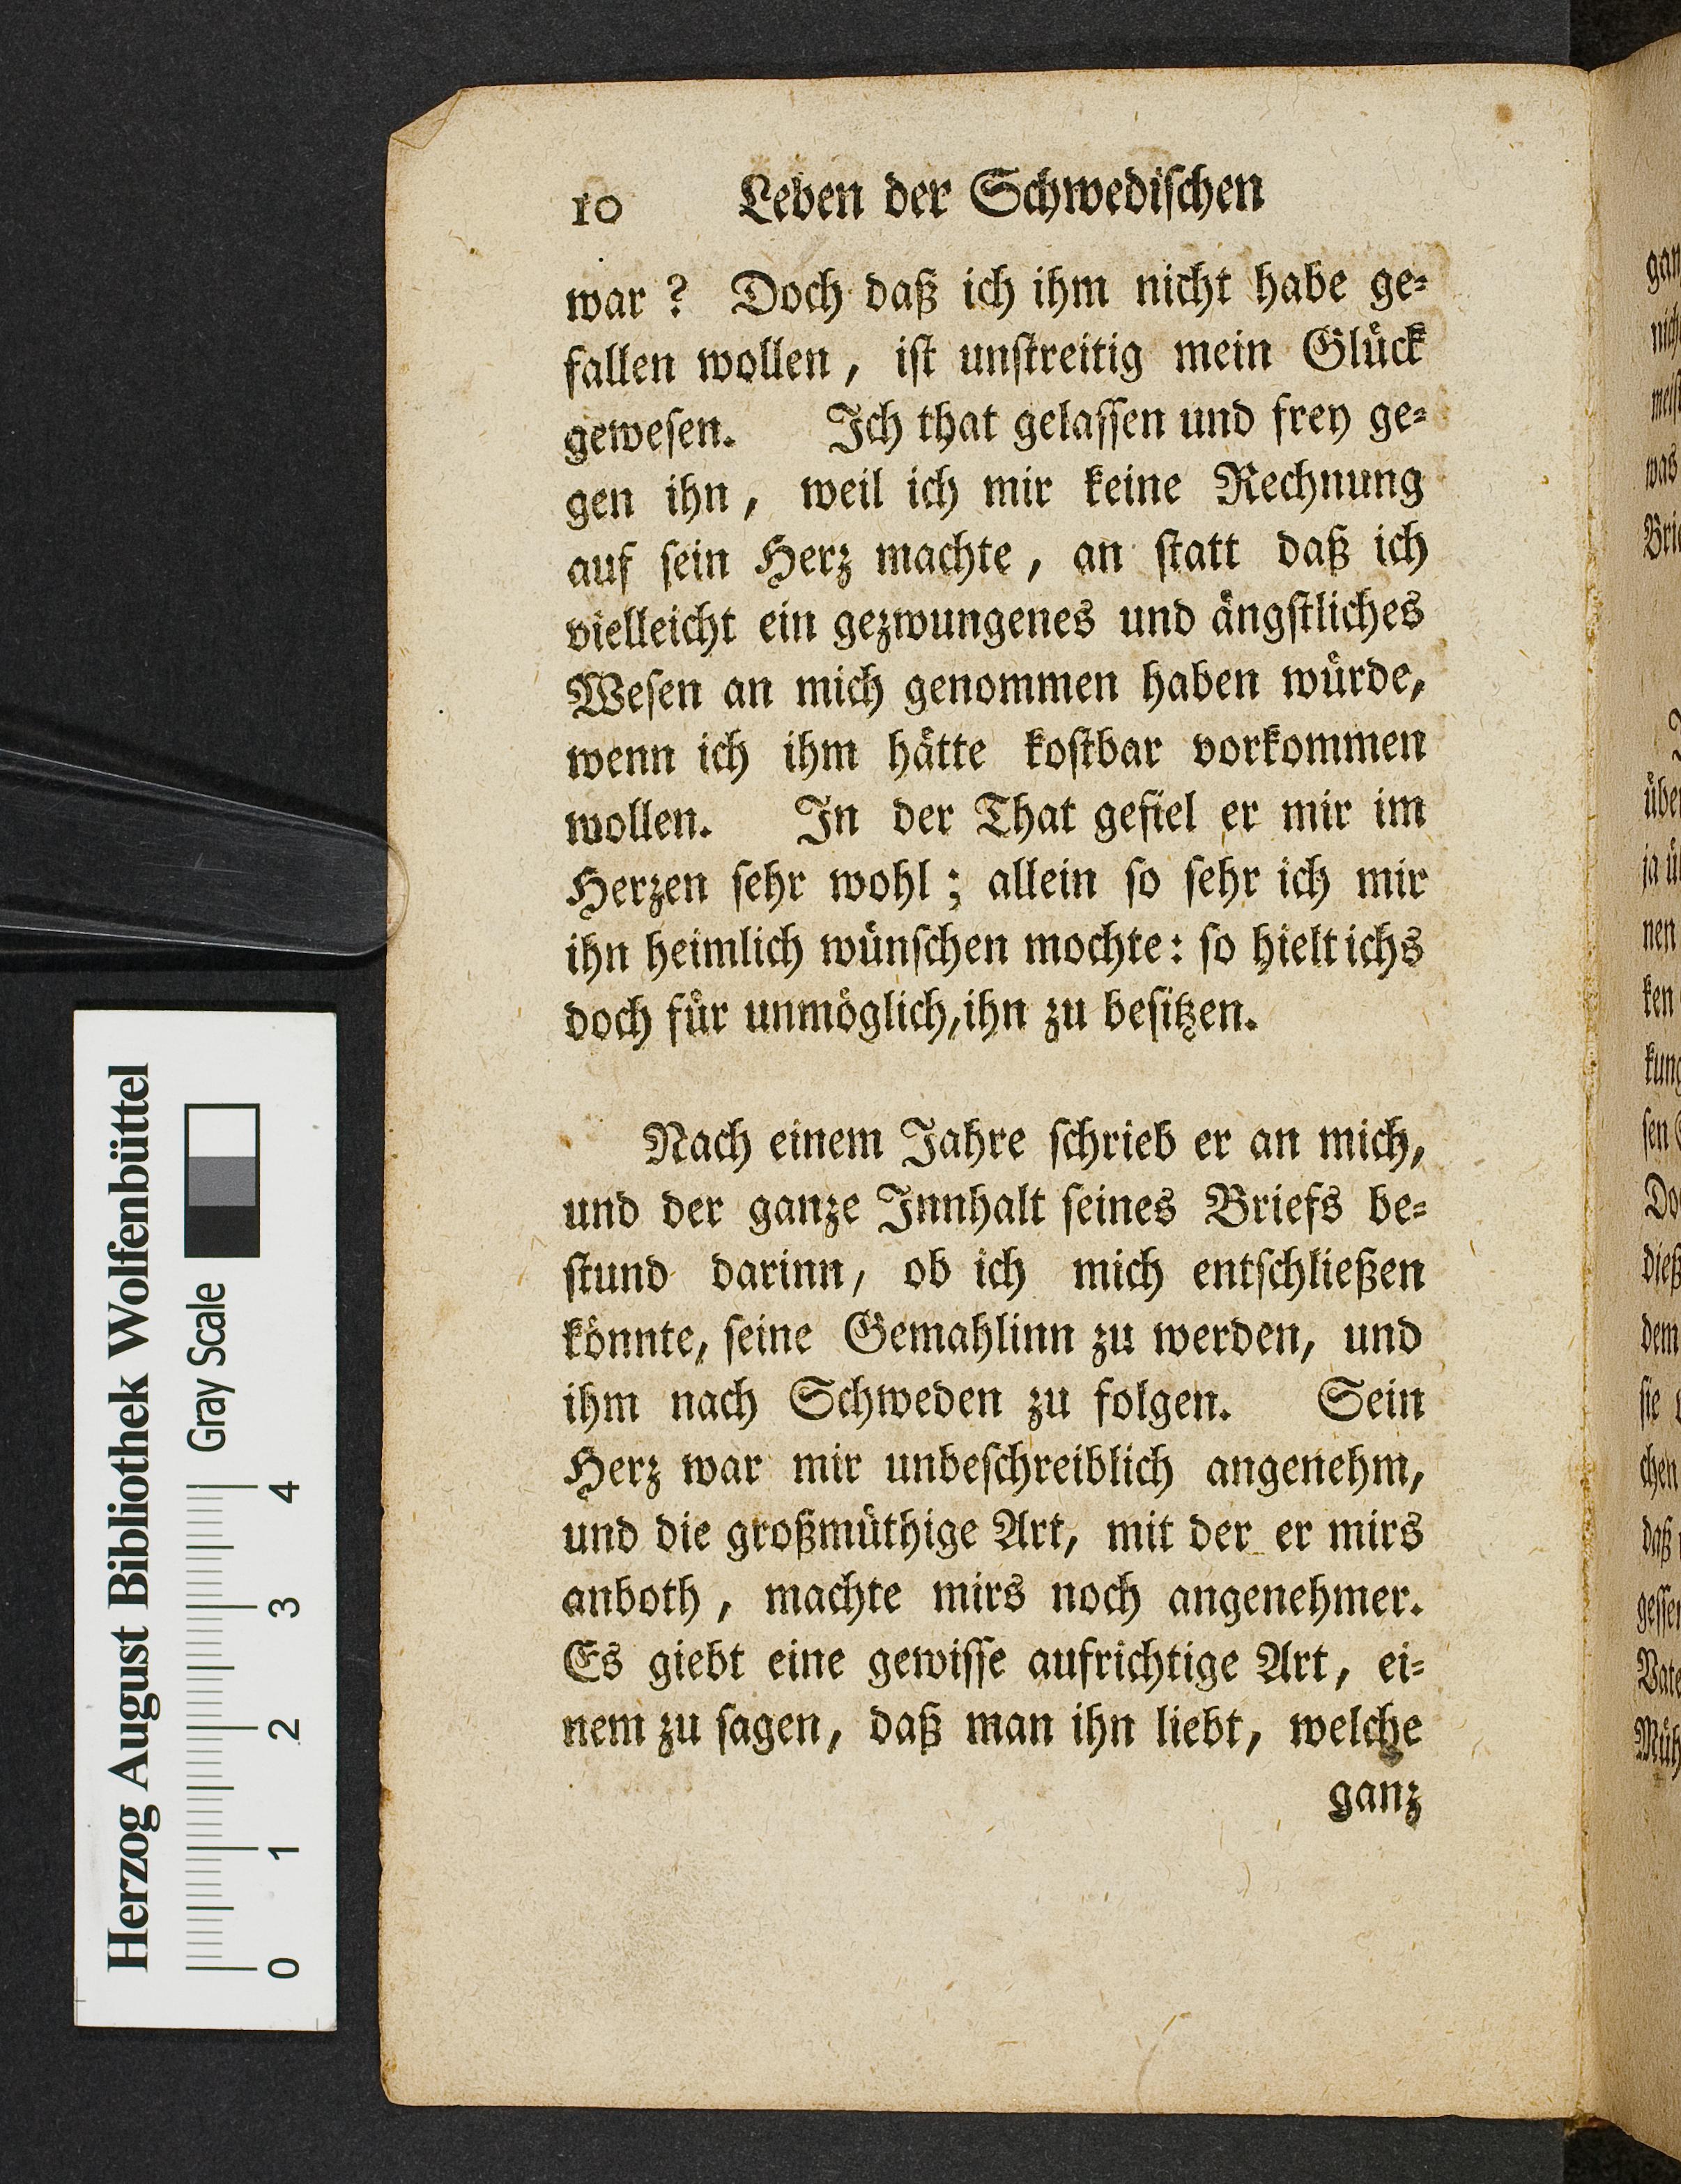 10 Leben der Schwediſchen
war ? Doch daß ich ihm nicht habe ge⸗
fallen wollen, iſt unſtreitig mein Glück
geweſen. Ich that gelaſſen und frey ge⸗
gen ihn, weil ich mir keine Rechnung
auf ſein Herz machte, an ſtatt daß ich
vielleicht ein gezwungenes und ängſtliches
Weſen an mich genommen haben würde,
wenn ich ihm hätte koſtbar vorkommen
wollen. In der That gefiel er mir im
Herzen ſehr wohl; allein ſo ſehr ich mir
ihn heimlich wünſchen mochte: ſo hielt ichs
doch für unmöglich, ihn zu beſitzen.
Nach einem Jahre ſchrieb er an mich,
und der ganze Innhalt ſeines Briefs be⸗
ſtund darinn, ob ich mich entſchließen
könnte, ſeine Gemahlinn zu werden, und
ihm nach Schweden zu folgen. Sein
Herz war mir unbeſchreiblich angenehm,
und die großmüthige Art, mit der er mirs
anboth, machte mirs noch angenehmer.
Es giebt eine gewiſſe aufrichtige Art, ei⸗
nem zu ſagen, daß man ihn liebt, welche
ganz
Herzog August Bibliothek Wolfenbüttel
Gray Scale
0 1 2 3 4